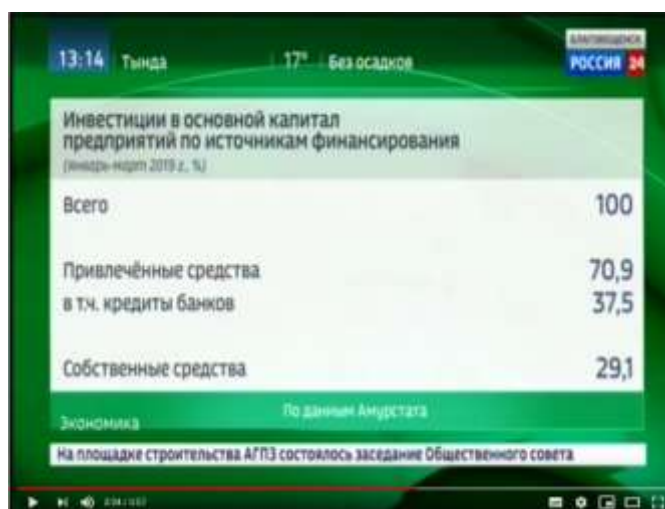 13:14 Тында 17° Без осадков
БЛАГОВЕЩЕНСК
РОССИЯ 24
Инвестиции в основной капитал
предприятий по источникам финансирования
(январь-март 2019 г., %)
Всего 100
Привлечённые средства 70,9
в т.ч. кредиты банков 37,5
Собственные средства 29,1
По данным Амурстата
Экономика
На площадке строительства АГПЗ состоялось заседание Общественного совета